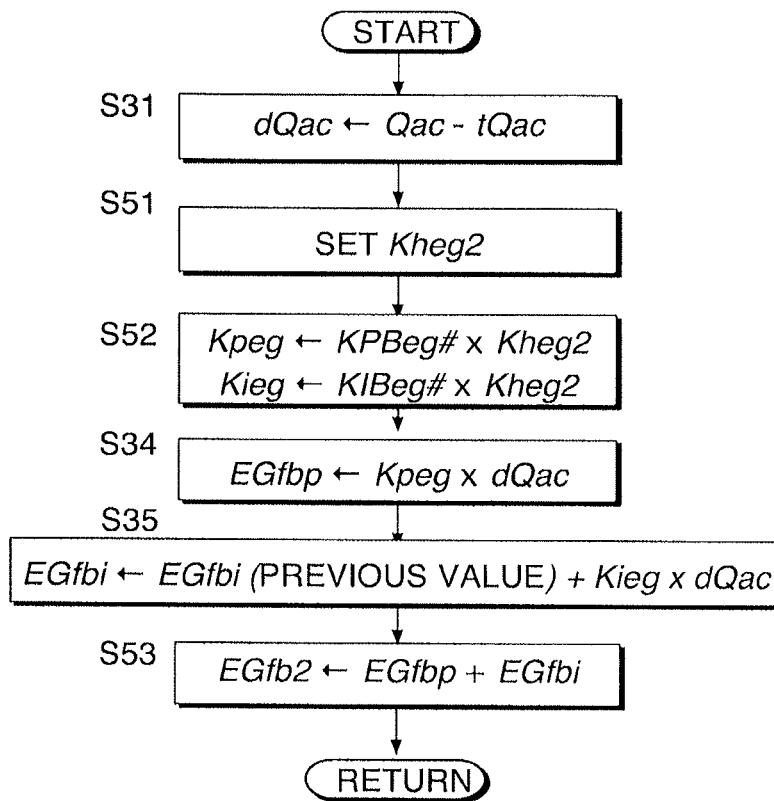 START
S31
dQac ← Qac - tQac
S51
SET Kheg2
S52
Kpeg ← KPBeg# x Kheg2
Kieg ← KIBeg# x Kheg2
S34
EGfbp ← Kpeg x dQac
S35
EGfbi ← EGfbi (PREVIOUS VALUE) + Kieg x dQac
S53
EGfb2 ← EGfbp + EGfbi
RETURN